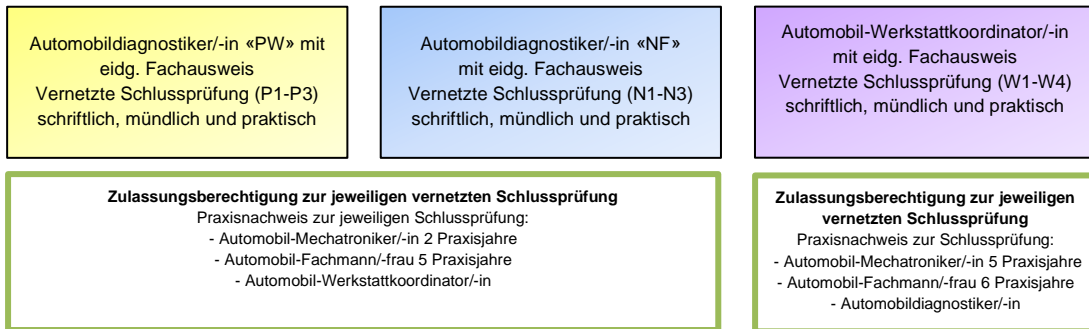 Automobildiagnostiker/-in «PW» mit
eidg. Fachausweis
Vernetzte Schlussprüfung (P1-P3)
schriftlich, mündlich und praktisch
Automobildiagnostiker/-in «NF»
mit eidg. Fachausweis
Vernetzte Schlussprüfung (N1-N3)
schriftlich, mündlich und praktisch
Automobil-Werkstattkoordinator/-in
mit eidg. Fachausweis
Vernetzte Schlussprüfung (W1-W4)
schriftlich, mündlich und praktisch
Zulassungsberechtigung zur jeweiligen vernetzten Schlussprüfung
Praxisnachweis zur jeweiligen Schlussprüfung:
- Automobil-Mechatroniker/-in 2 Praxisjahre
- Automobil-Fachmann/-frau 5 Praxisjahre
- Automobil-Werkstattkoordinator/-in
Zulassungsberechtigung zur jeweiligen
vernetzten Schlussprüfung
Praxisnachweis zur Schlussprüfung:
- Automobil-Mechatroniker/-in 5 Praxisjahre
- Automobil-Fachmann/-frau 6 Praxisjahre
- Automobildiagnostiker/-in